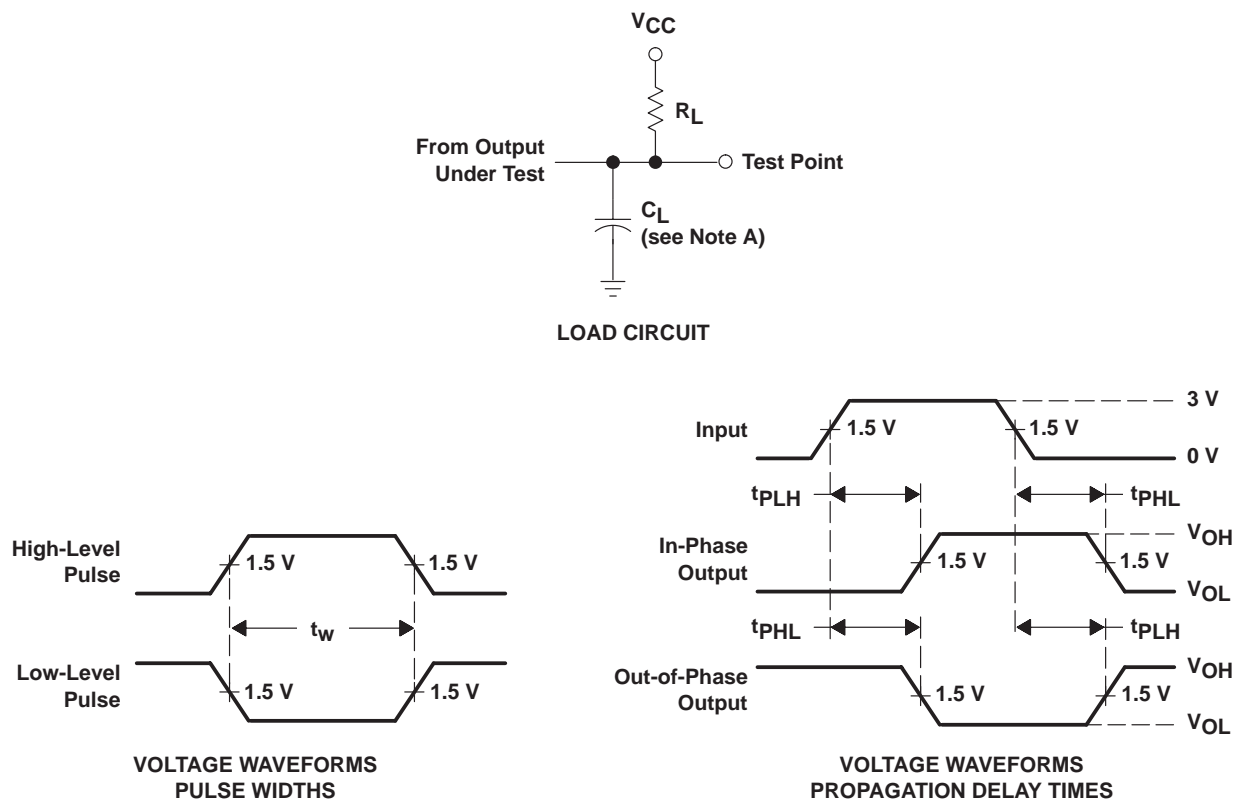 VCC
RL
From Output
Under Test
Test Point
CL
(see Note A)
LOAD CIRCUIT
High-Level
Pulse
1.5 V
1.5 V
tw
Low-Level
Pulse
1.5 V
1.5 V
VOLTAGE WAVEFORMS
PULSE WIDTHS
Input
1.5 V
1.5 V
3 V
0 V
tPLH
tPHL
In-Phase
Output
1.5 V
1.5 V
VOH
VOL
tPHL
tPLH
Out-of-Phase
Output
1.5 V
1.5 V
VOH
VOL
VOLTAGE WAVEFORMS
PROPAGATION DELAY TIMES